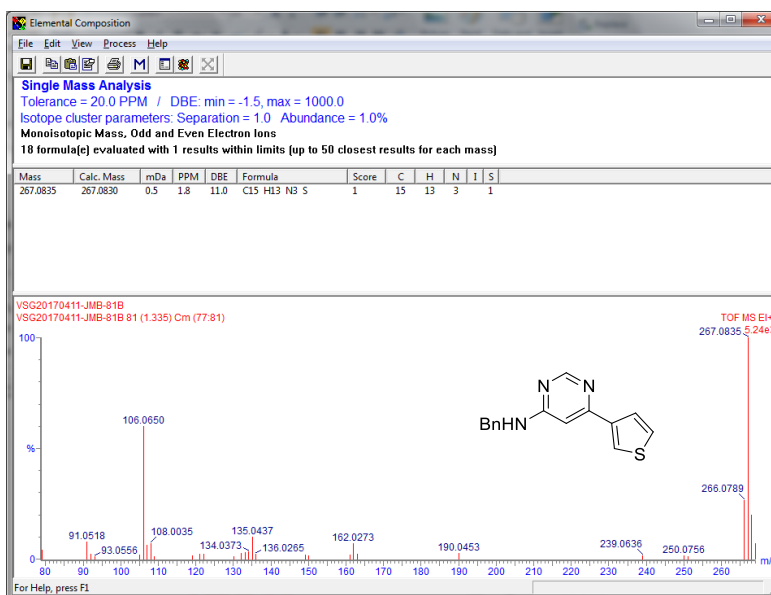 Elemental Composition
File Edit View Process Help
Single Mass Analysis
Tolerance = 20.0 PPM / DBE: min = -1.5, max = 1000.0
Isotope cluster parameters: Separation = 1.0 Abundance = 1.0%
Monoisotopic Mass, Odd and Even Electron Ions
18 formula(e) evaluated with 1 results within limits (up to 50 closest results for each mass)
Mass Calc. Mass mDa PPM DBE Formula Score C H N I S
267.0835 267.0830 0.5 1.8 11.0 C15 H13 N3 S 1 15 13 3 1
VSG20170411-JMB-81B
VSG20170411-JMB-81B 81 (1.335) Cm (77:81)
TOF MS EI+
100
267.0835
106.0650
N N
BnHN
S
%
266.0789
91.0518
93.0556
108.0035
134.0373
135.0437
136.0265
162.0273
190.0453
239.0636
250.0756
0
80 90 100 110 120 130 140 150 160 170 180 190 200 210 220 230 240 250 260
For Help, press F1